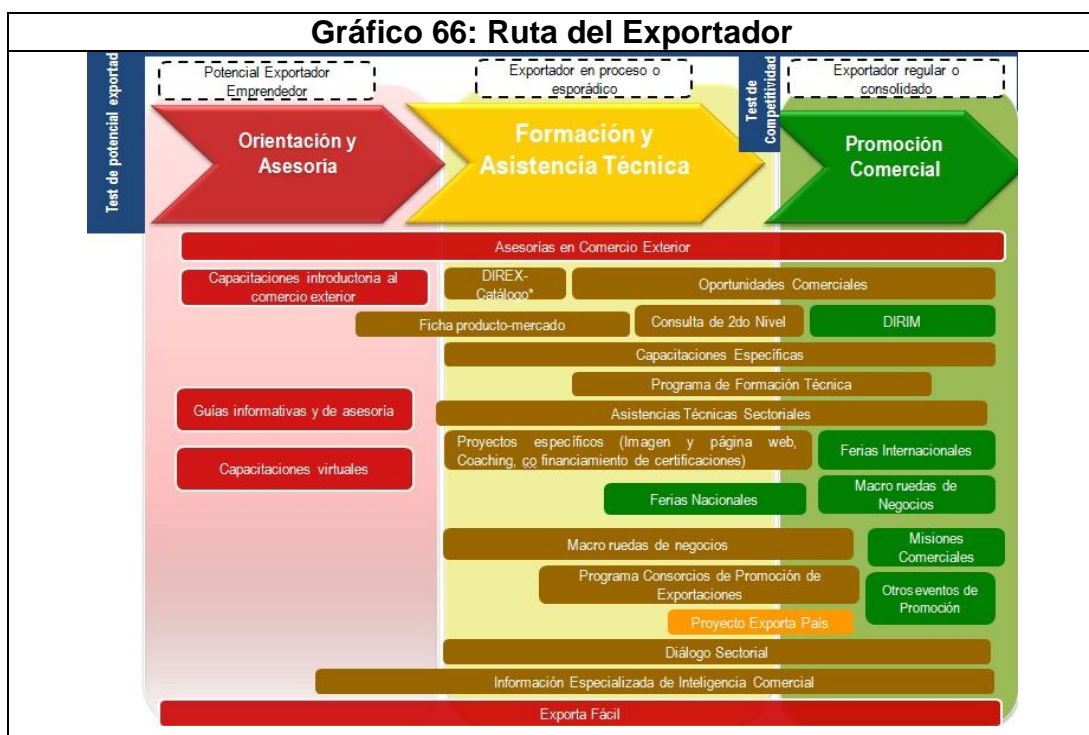 Gráfico 66: Ruta del Exportador
Test de potencial exportad
Potencial Exportador
Emprendedor
Exportador en proceso o
esporádico
Test de
Competitividad
Exportador regular o
consolidado
Orientación y
Asesoría
Formación y
Asistencia Técnica
Promoción
Comercial
Asesorías en Comercio Exterior
Capacitaciones introductoria al
comercio exterior
DIREX-
Catálogo*
Oportunidades Comerciales
Ficha producto-mercado
Consulta de 2do Nivel
DIRIM
Capacitaciones Específicas
Programa de Formación Técnica
Guías informativas y de asesoría
Asistencias Técnicas Sectoriales
Proyectos específicos (Imagen y página web,
Coaching, co financiamiento de certificaciones)
Ferias Internacionales
Capacitaciones virtuales
Ferias Nacionales
Macro ruedas de
Negocios
Macro ruedas de negocios
Misiones
Comerciales
Programa Consorcios de Promoción de
Exportaciones
Otros eventos de
Promoción
Proyecto Exporta País
Diálogo Sectorial
Información Especializada de Inteligencia Comercial
Exporta Fácil